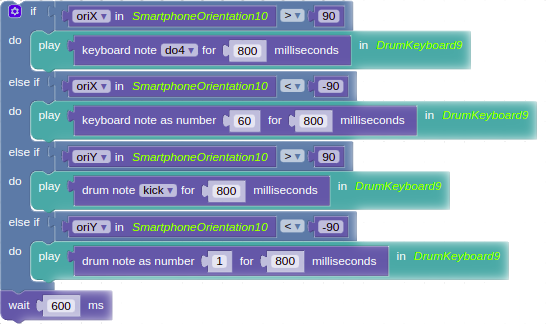 if oriX in SmartphoneOrientation10 > 90
do play keyboard note do4 for 800 milliseconds in DrumKeyboard9
else if oriX in SmartphoneOrientation10 < -90
do play keyboard note as number 60 for 800 milliseconds in DrumKeyboard9
else if oriY in SmartphoneOrientation10 > 90
do play drum note kick for 800 milliseconds in DrumKeyboard9
else if oriY in SmartphoneOrientation10 < -90
do play drum note as number 1 for 800 milliseconds in DrumKeyboard9
wait 600 ms